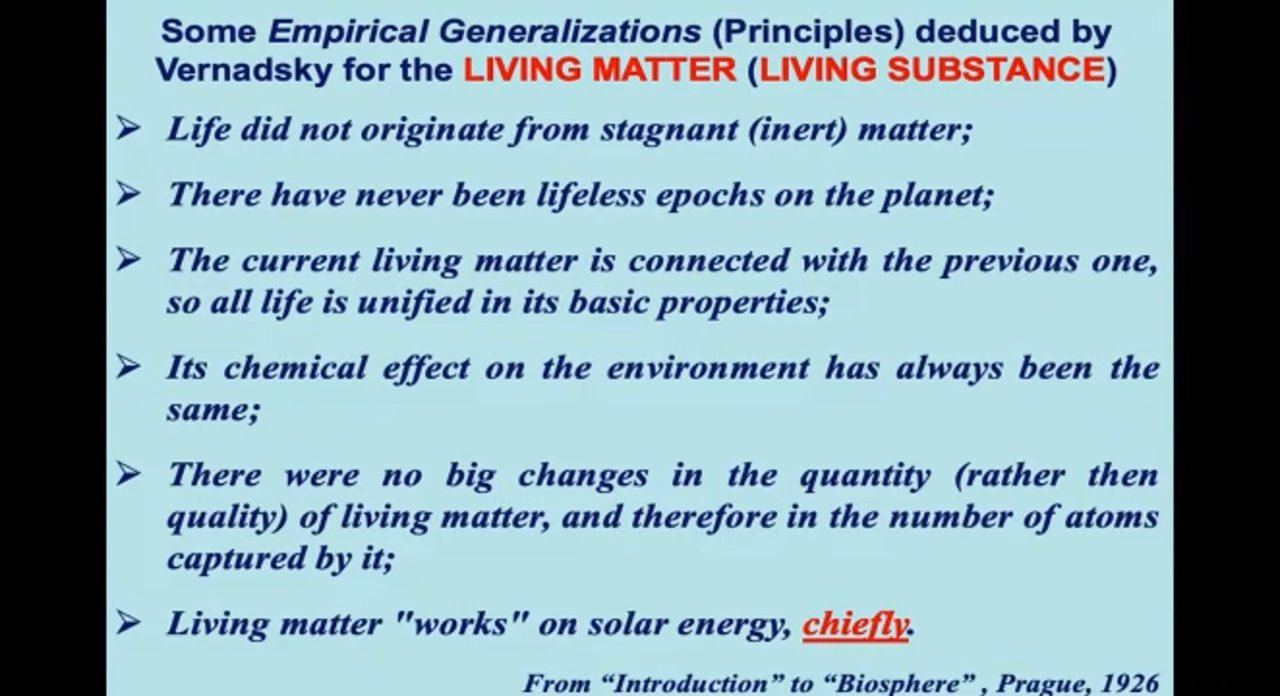 Some Empirical Generalizations (Principles) deduced by
Vernadsky for the LIVING MATTER (LIVING SUBSTANCE)
➢ Life did not originate from stagnant (inert) matter;
➢ There have never been lifeless epochs on the planet;
➢ The current living matter is connected with the previous one,
so all life is unified in its basic properties;
➢ Its chemical effect on the environment has always been the
same;
➢ There were no big changes in the quantity (rather then
quality) of living matter, and therefore in the number of atoms
captured by it;
➢ Living matter "works" on solar energy, chiefly.
From “Introduction” to “Biosphere” , Prague, 1926